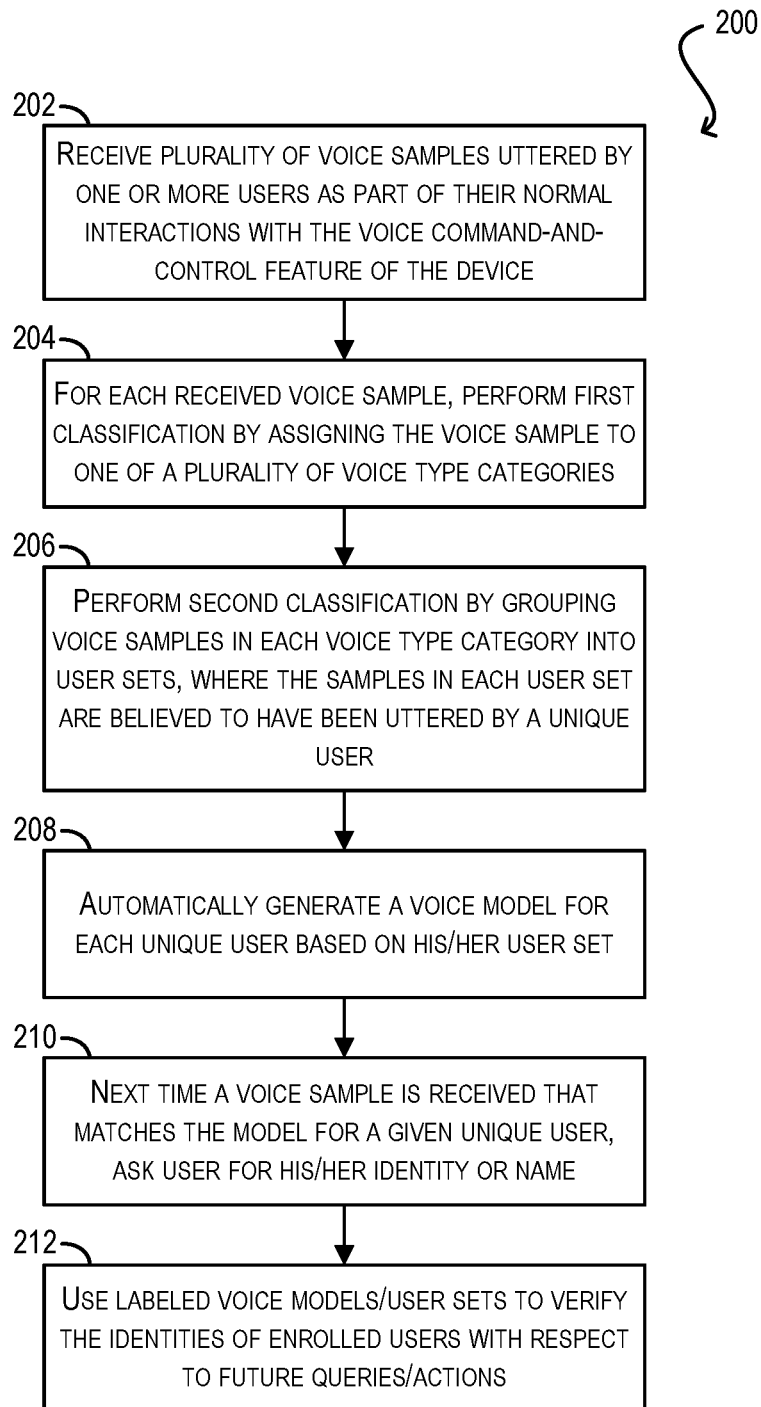 200
202
RECEIVE PLURALITY OF VOICE SAMPLES UTTERED BY
ONE OR MORE USERS AS PART OF THEIR NORMAL
INTERACTIONS WITH THE VOICE COMMAND-AND-
CONTROL FEATURE OF THE DEVICE
204
FOR EACH RECEIVED VOICE SAMPLE, PERFORM FIRST
CLASSIFICATION BY ASSIGNING THE VOICE SAMPLE TO
ONE OF A PLURALITY OF VOICE TYPE CATEGORIES
206
PERFORM SECOND CLASSIFICATION BY GROUPING
VOICE SAMPLES IN EACH VOICE TYPE CATEGORY INTO
USER SETS, WHERE THE SAMPLES IN EACH USER SET
ARE BELIEVED TO HAVE BEEN UTTERED BY A UNIQUE
USER
208
AUTOMATICALLY GENERATE A VOICE MODEL FOR
EACH UNIQUE USER BASED ON HIS/HER USER SET
210
NEXT TIME A VOICE SAMPLE IS RECEIVED THAT
MATCHES THE MODEL FOR A GIVEN UNIQUE USER,
ASK USER FOR HIS/HER IDENTITY OR NAME
212
USE LABELED VOICE MODELS/USER SETS TO VERIFY
THE IDENTITIES OF ENROLLED USERS WITH RESPECT
TO FUTURE QUERIES/ACTIONS